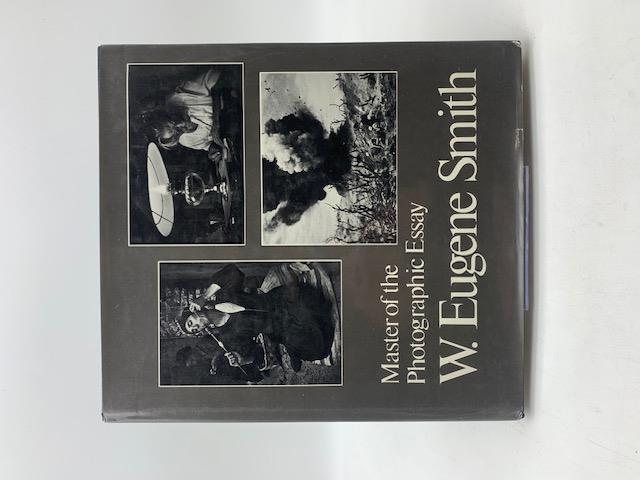 Master of the
Photographic Essay
W. Eugene Smith